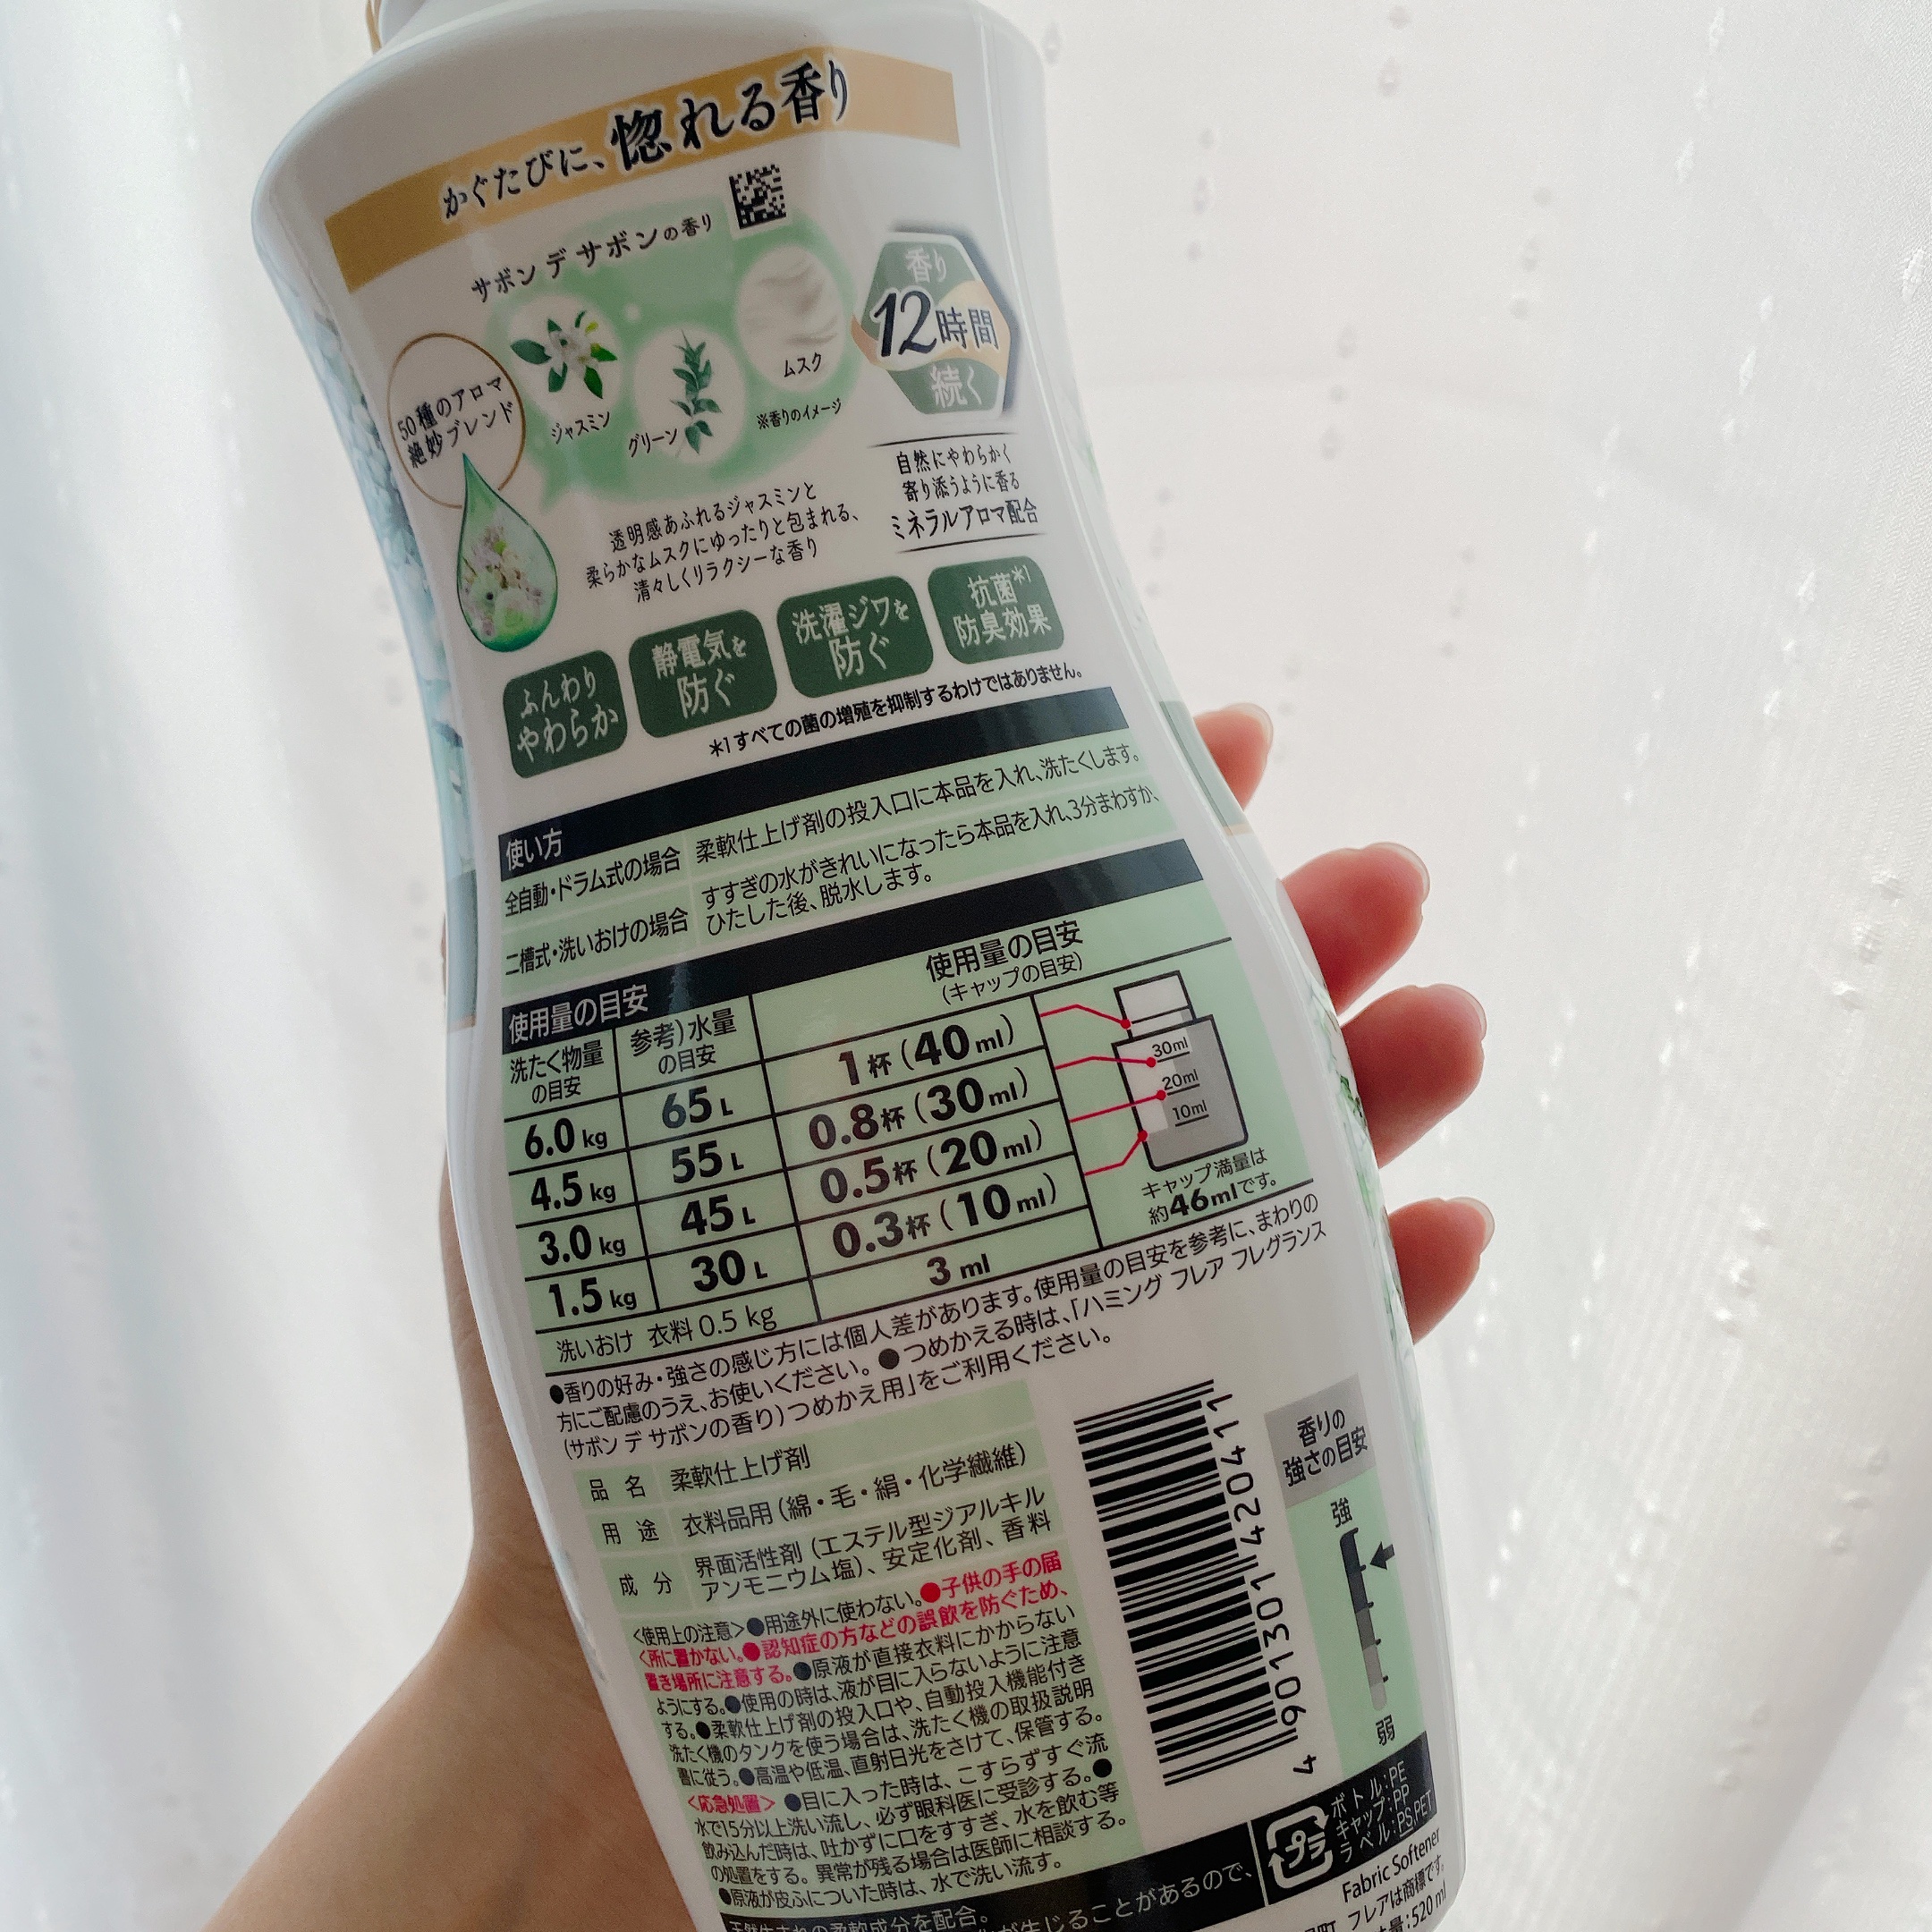 かぐたびに、惚れる香り
サボン デ サボンの香り
50種のアロマ
絶妙ブレンド
ジャスミン
グリーン
ムスク
※香りのイメージ
香り
12時間
続く
自然にやわらかく
寄り添うように香る
ミネラルアロマ配合
透明感あふれるジャスミンと
柔らかなムスクにゆったりと包まれる、
清々しくリラクシーな香り
ふんわり
やわらか
静電気を
防ぐ
洗濯ジワを
防ぐ
抗菌*1
防臭効果
*1すべての菌の増殖を抑制するわけではありません。
使い方
全自動・ドラム式の場合 柔軟仕上げ剤の投入口に本品を入れ、洗たくします。
二槽式・洗いおけの場合 すすぎの水がきれいになったら本品を入れ、3分まわすか、
ひたした後、脱水します。
使用量の目安
洗たく物量
の目安
参考)水量
の目安
使用量の目安
(キャップの目安)
6.0kg 65L 1杯(40ml)
4.5kg 55L 0.8杯(30ml)
3.0kg 45L 0.5杯(20ml)
1.5kg 30L 0.3杯(10ml)
洗いおけ 衣料0.5kg 3ml
30ml
20ml
10ml
キャップ満量は
約46mlです。
●香りの好み・強さの感じ方には個人差があります。使用量の目安を参考に、まわりの
方にご配慮のうえ、お使いください。●つめかえる時は、「ハミング フレア フレグランス
(サボン デ サボンの香り)つめかえ用」をご利用ください。
品名 柔軟仕上げ剤
用途 衣料品用(綿・毛・絹・化学繊維)
成分 界面活性剤(エステル型ジアルキル
アンモニウム塩)、安定化剤、香料
<使用上の注意>●用途外に使わない。●子供の手の届
く所に置かない。●認知症の方などの誤飲を防ぐため、
置き場所に注意する。●原液が直接衣料にかからない
ようにする。●使用の時は、液が目に入らないように注意
する。●柔軟仕上げ剤の投入口や、自動投入機能付き
洗たく機のタンクを使う場合は、洗たく機の取扱説明
書に従う。●高温や低温、直射日光をさけて、保管する。
<応急処置>●目に入った時は、こすらずすぐ流
水で15分以上洗い流し、必ず眼科医に受診する。●
飲み込んだ時は、吐かずに口をすすぎ、水を飲む等
の処置をする。異常が残る場合は医師に相談する。
●原液が皮ふについた時は、水で洗い流す。
天然生まれの柔軟成分を配合。
が生じることがあるので、
4 901301 420411
香りの
強さの目安
強
弱
プラ
ボトル:PE
キャップ:PP
ラベル:PS,PET
Fabric Softener
フレアは商標です。
量:520ml